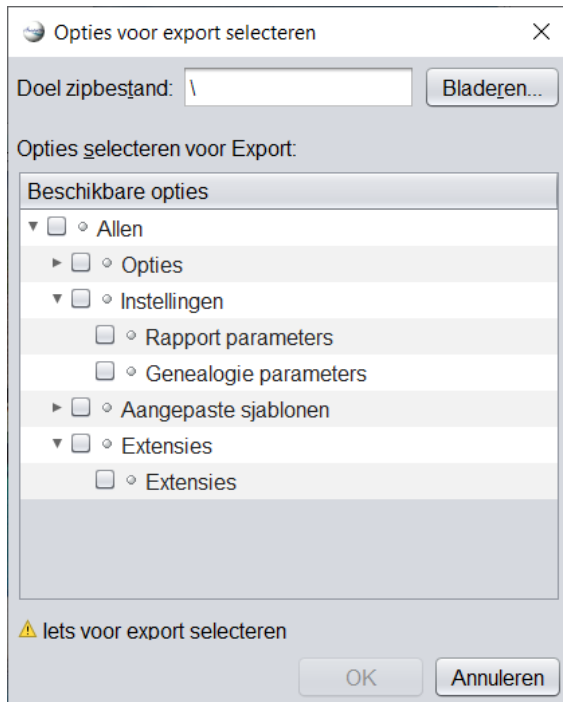 Opties voor export selecteren
Doel zipbestand: \ Bladeren...
Opties selecteren voor Export:
Beschikbare opties
Allen
Opties
Instellingen
Rapport parameters
Genealogie parameters
Aangepaste sjablonen
Extensies
Extensies
Iets voor export selecteren
OK Annuleren